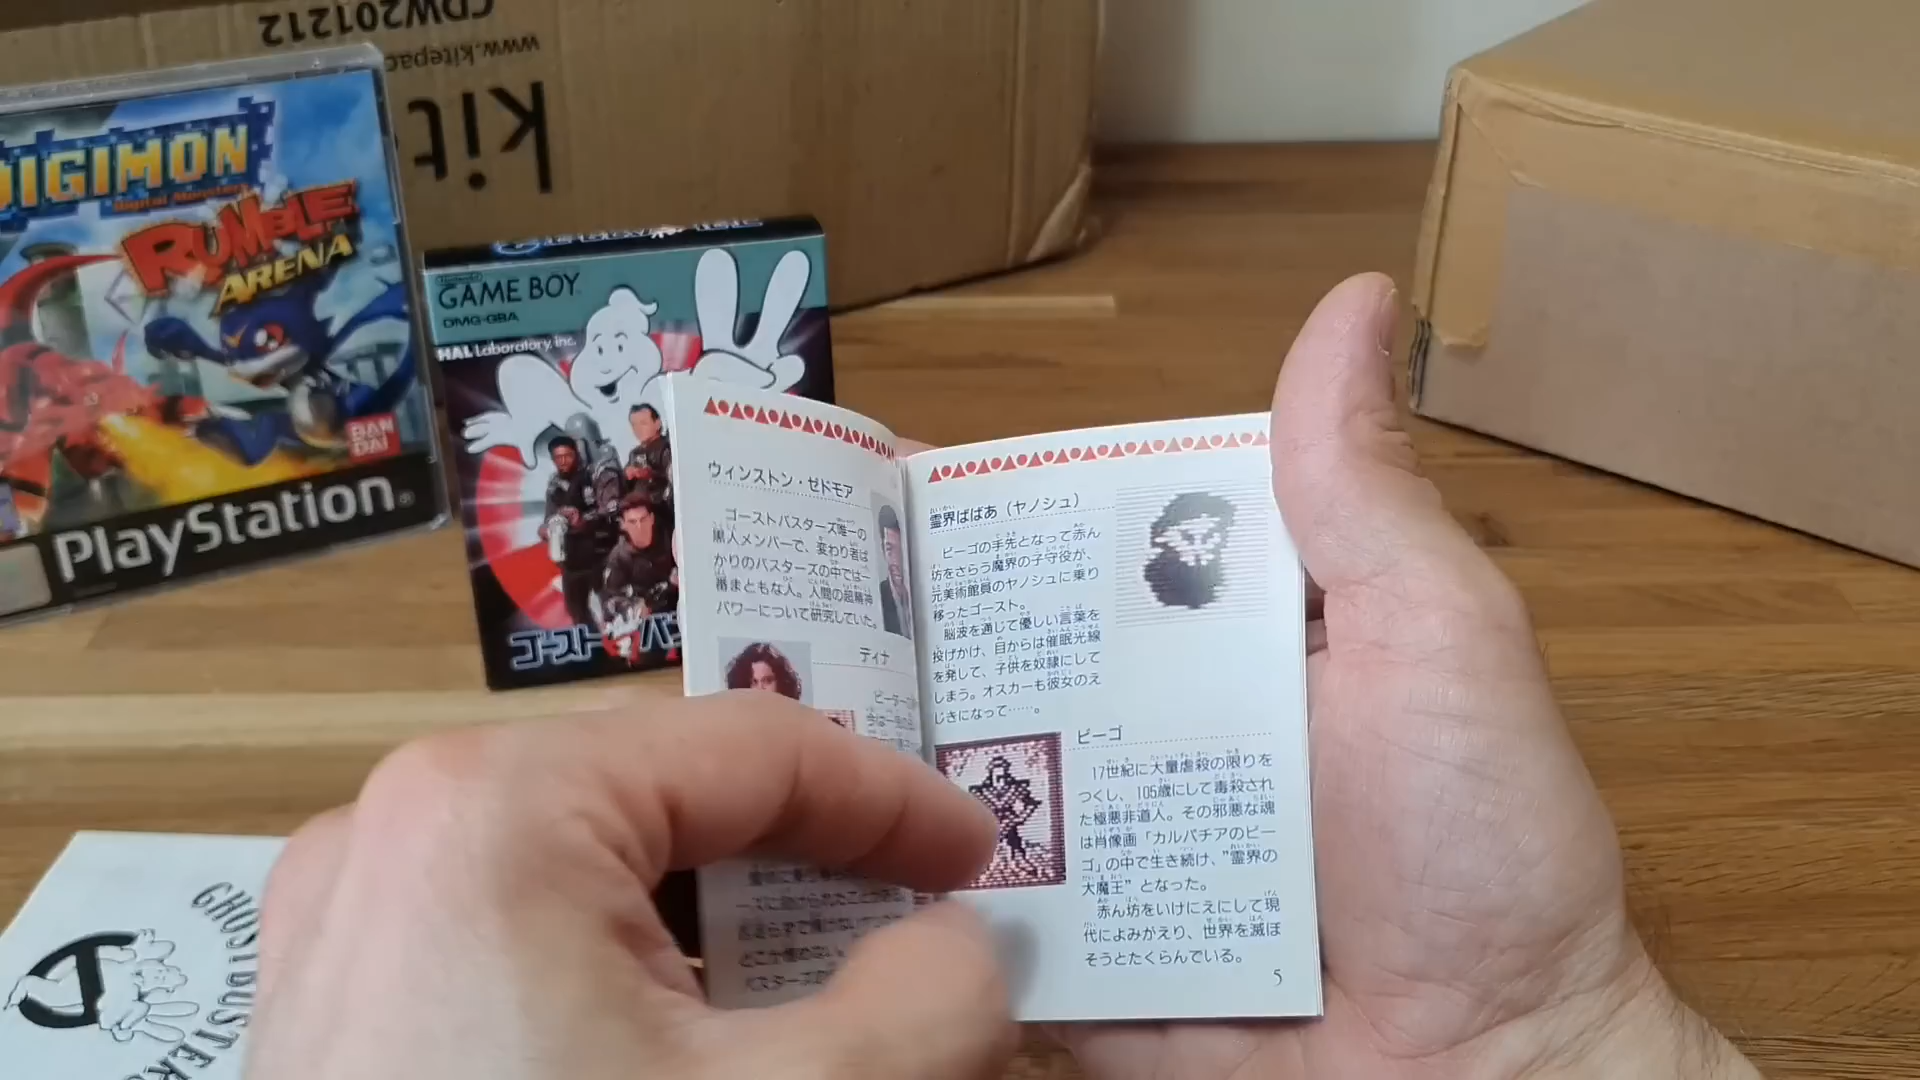 CDW201212
www.kitepac
kit
DIGIMON
Digital Monsters
RUMBLE
ARENA
BAN
DAI
PlayStation
Nintendo
GAME BOY
DMG-GBA
HAL Laboratory, inc.
ゴースト
GHOSTBUSTERS
ウィンストン・ゼドモア
ゴーストバスターズ唯一の
黒人メンバーで、変わり者ば
かりのバスターズの中では一
番まともな人。人間の超精神
パワーについて研究していた。
ディナ
霊界ばばあ（ヤノシュ）
ビーゴの手先となって赤ん
坊をさらう魔界の子守役が、
元美術館員のヤノシュに乗り
移ったゴースト。
脳波を通じて優しい言葉を
投げかけ、目からは催眠光線
を発して、子供を奴隷にして
しまう。オスカーも彼女のえ
じきになって……。
ビーゴ
17世紀に大量虐殺の限りを
つくし、105歳にして毒殺され
た極悪非道人。その邪悪な魂
は肖像画「カルパチアのビー
ゴ」の中で生き続け、"霊界の
大魔王"となった。
赤ん坊をいけにえにして現
代によみがえり、世界を滅ぼ
そうとたくらんでいる。
5